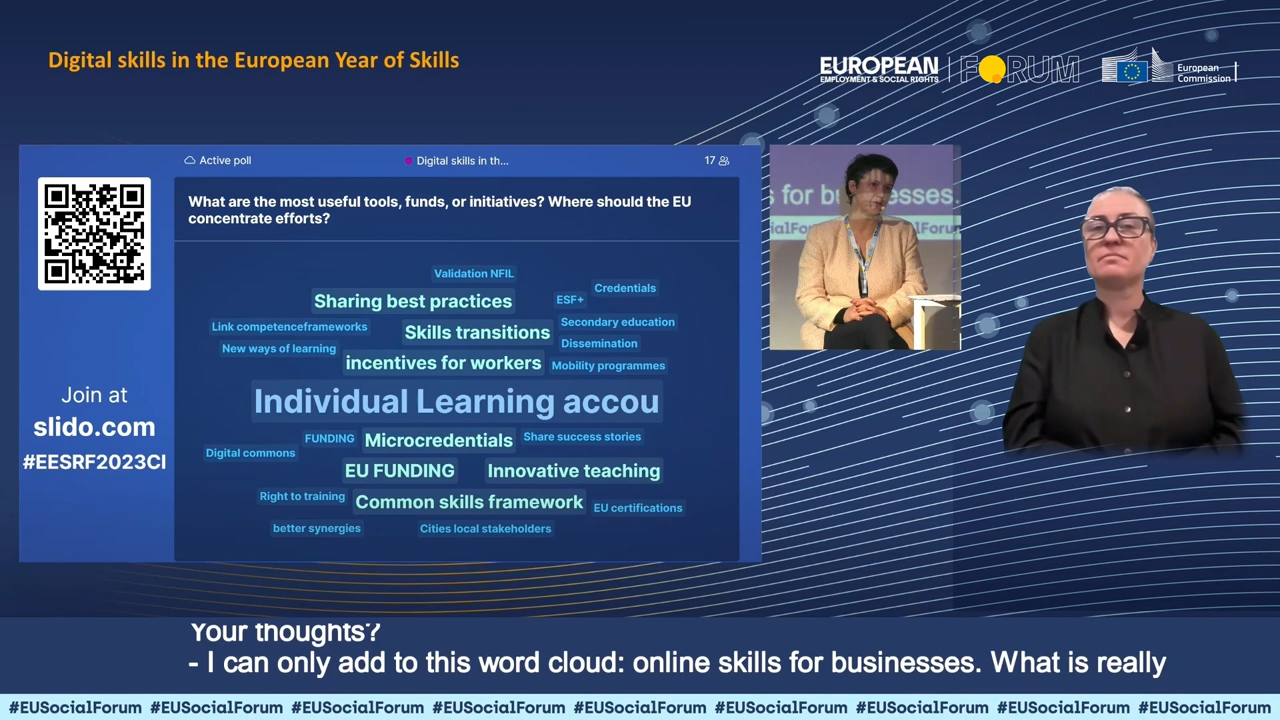 Digital skills in the European Year of Skills
EUROPEAN
EMPLOYMENT & SOCIAL RIGHTS
FORUM
European
Commission
Active poll
Digital skills in th...
17
What are the most useful tools, funds, or initiatives? Where should the EU
concentrate efforts?
Validation NFIL
Credentials
Sharing best practices
ESF+
Link competenceframeworks
Skills transitions
Secondary education
New ways of learning
Dissemination
incentives for workers
Mobility programmes
Individual Learning accou
FUNDING
Microcredentials
Share success stories
Digital commons
EU FUNDING
Innovative teaching
Right to training
Common skills framework
EU certifications
better synergies
Cities local stakeholders
Join at
slido.com
#EESRF2023CI
s for businesses.
ialFor
Forum
Your thoughts?
- I can only add to this word cloud: online skills for businesses. What is really
#EUSocialForum #EUSocialForum #EUSocialForum #EUSocialForum #EUSocialForum #EUSocialForum #EUSocialForum #EUSocialForum #EUSocialForum